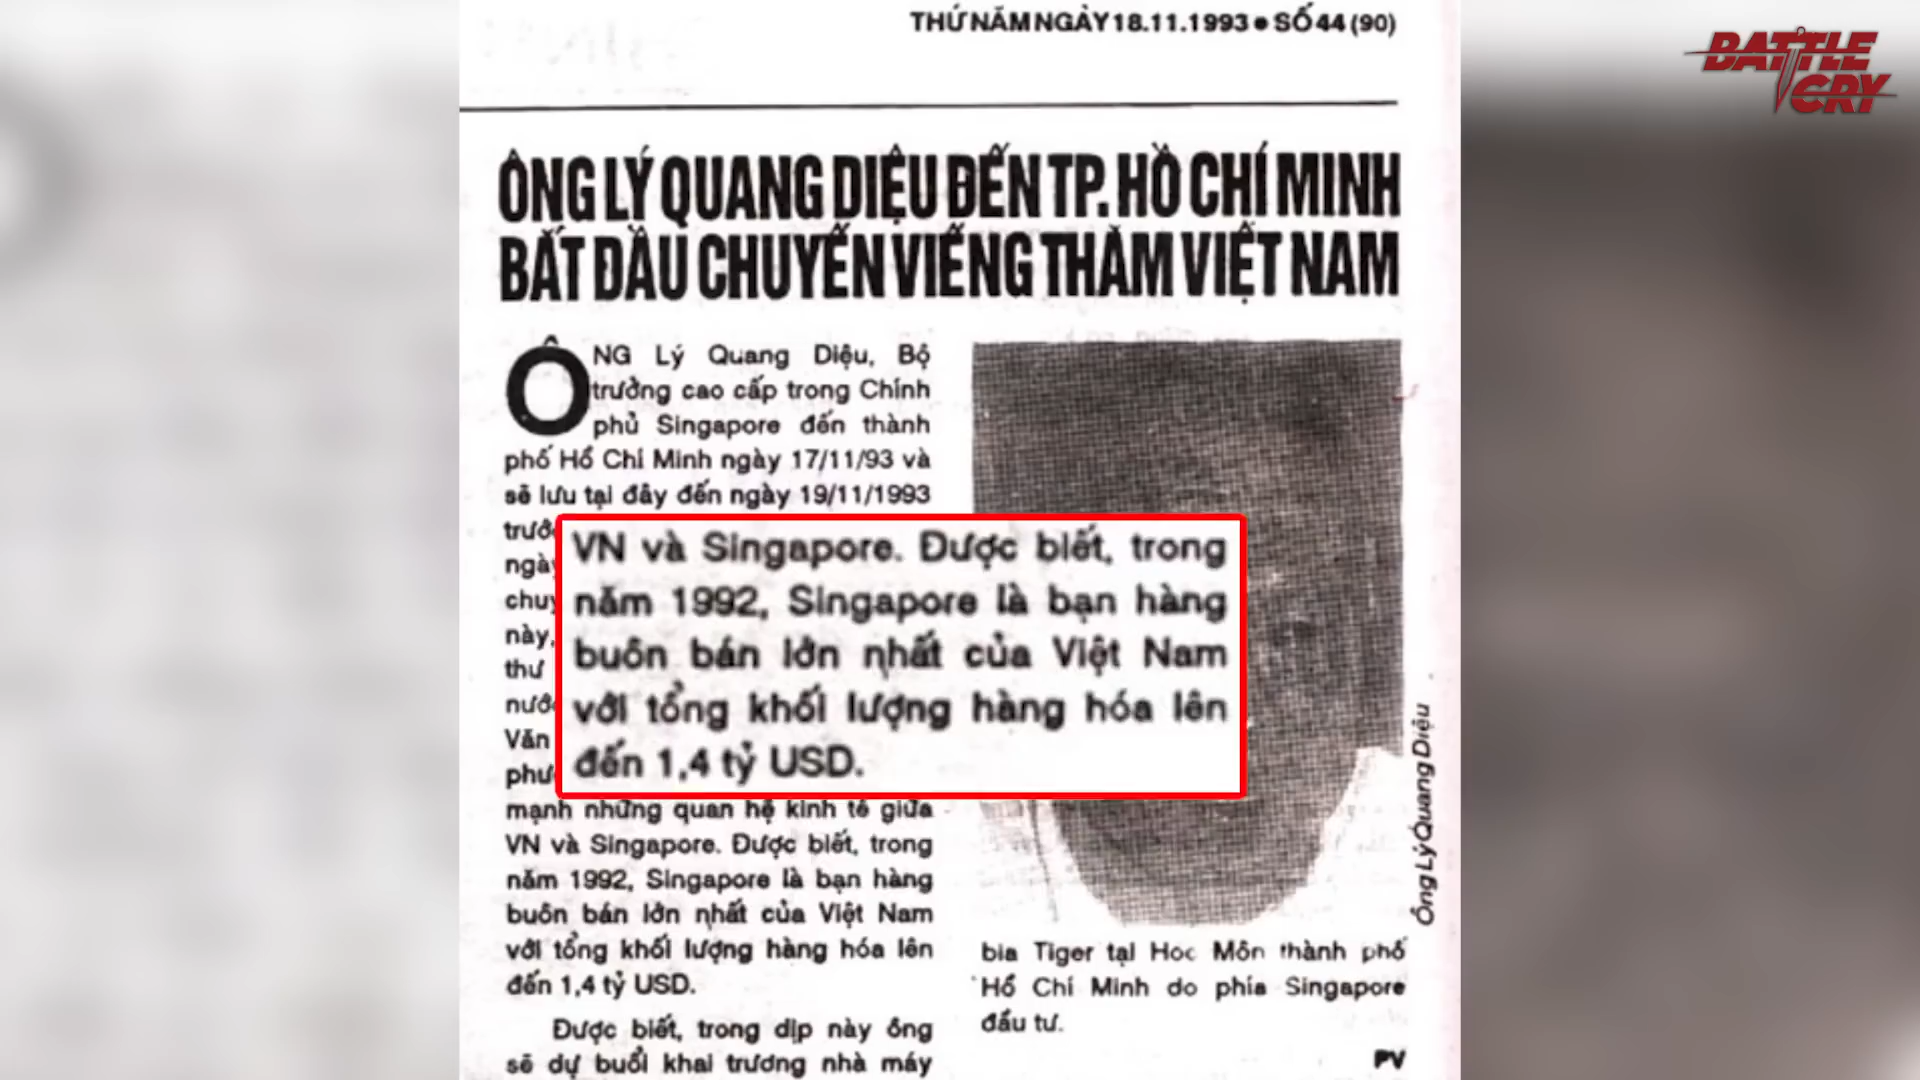 THỨ NĂM NGÀY 18.11.1993 ● SỐ 44 (90)
BATTLE
CRY
ÔNG LÝ QUANG DIỆU ĐẾN TP. HỒ CHÍ MINH
BẮT ĐẦU CHUYẾN VIẾNG THĂM VIỆT NAM
ÔNG Lý Quang Diệu, Bộ
trưởng cao cấp trong Chính
phủ Singapore đến thành
phố Hồ Chí Minh ngày 17/11/93 và
sẽ lưu tại đây đến ngày 19/11/1993
này,
thư
Văn
VN và Singapore. Được biết, trong
năm 1992, Singapore là bạn hàng
buôn bán lớn nhất của Việt Nam
với tổng khối lượng hàng hóa lên
đến 1,4 tỷ USD.
mạnh những quan hệ kinh tế giữa
VN và Singapore. Được biết, trong
năm 1992, Singapore là bạn hàng
buôn bán lớn nhất của Việt Nam
với tổng khối lượng hàng hóa lên
đến 1,4 tỷ USD.
Được biết, trong dịp này ông
sẽ dự buổi khai trương nhà máy
Ông Lý Quang Diệu
bia Tiger tại Hoc Môn thành phố
Hồ Chí Minh do phía Singapore
đầu tư.
PV